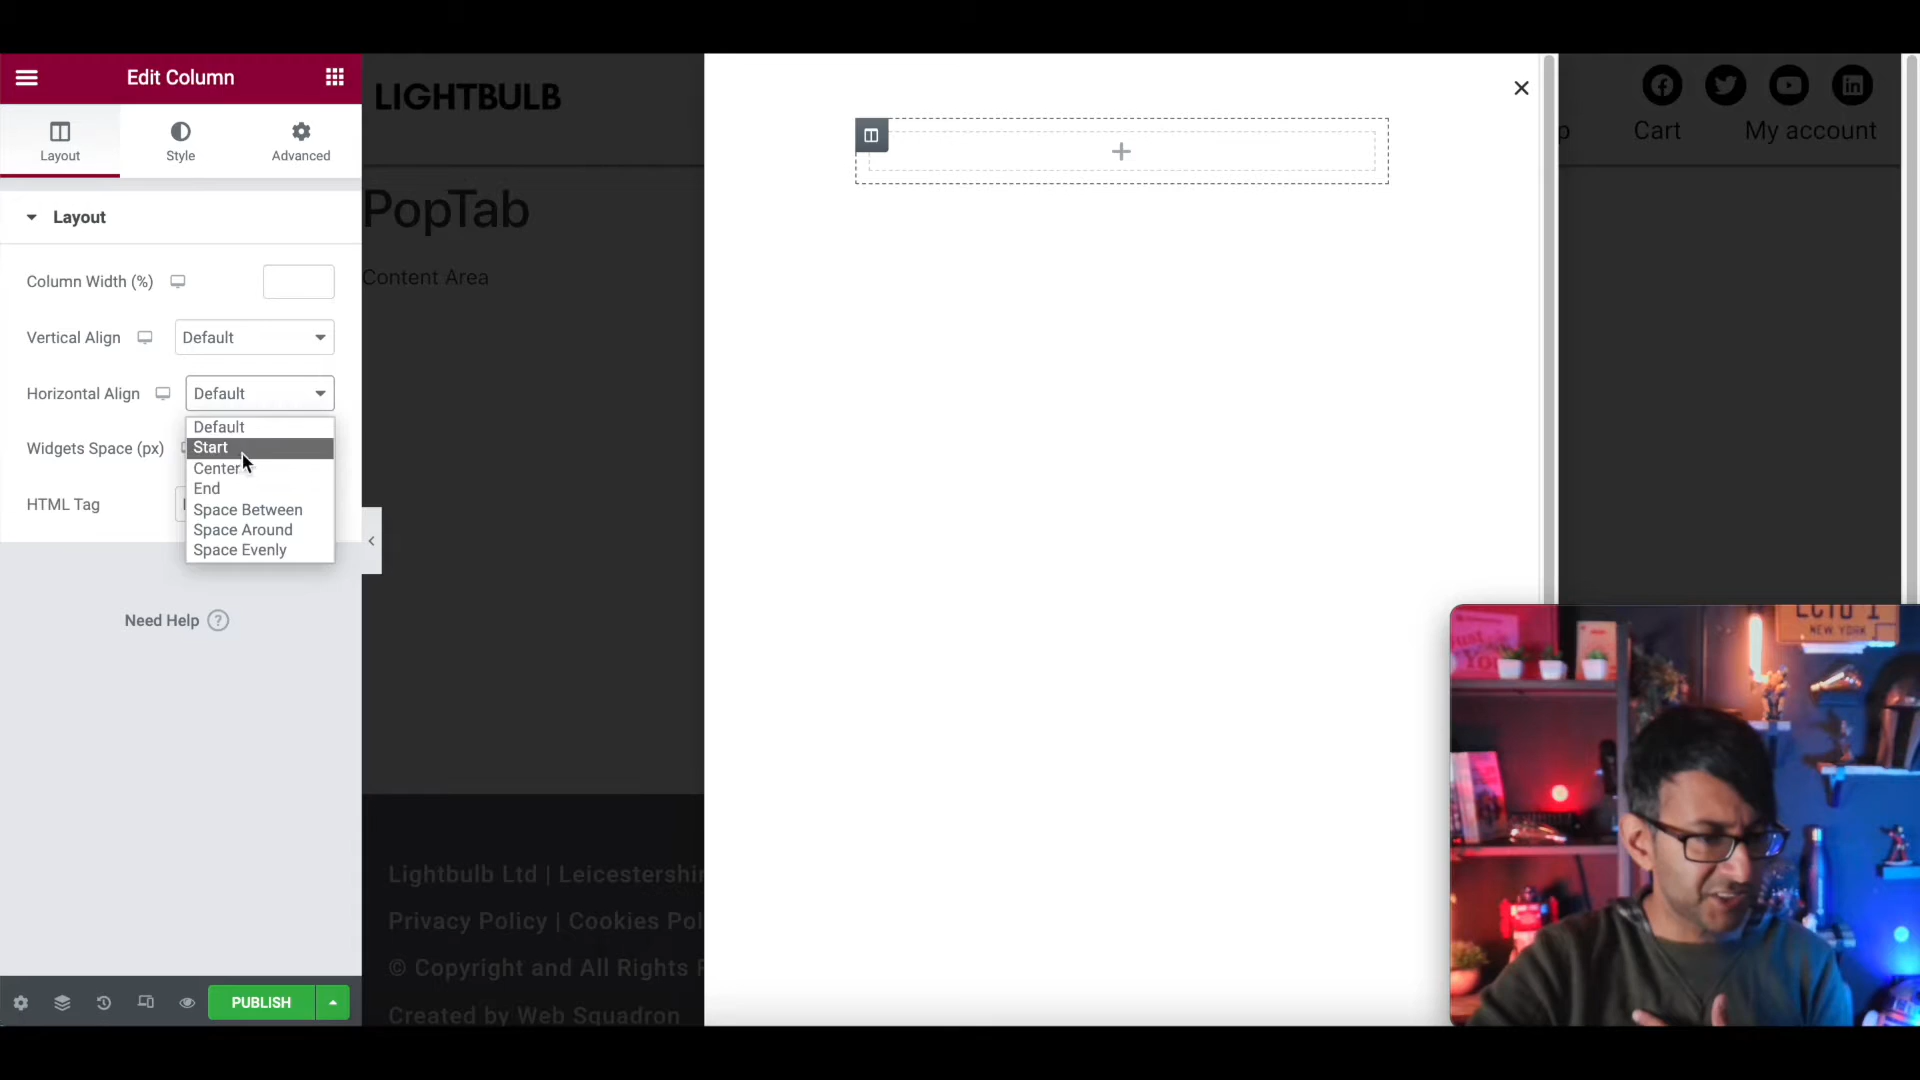 Edit Column
Layout
Style
Advanced
Layout
Column Width (%)
Vertical Align
Default
Horizontal Align
Default
Default
Start
Center
End
Space Between
Space Around
Space Evenly
Widgets Space (px)
HTML Tag
Need Help ?
PUBLISH
LIGHTBULB
PopTab
Content Area
Cart
My account
Lightbulb Ltd |
Privacy Policy | Cookies
© Copyright and All Rights
Created by Web Squadron
NEW YORK